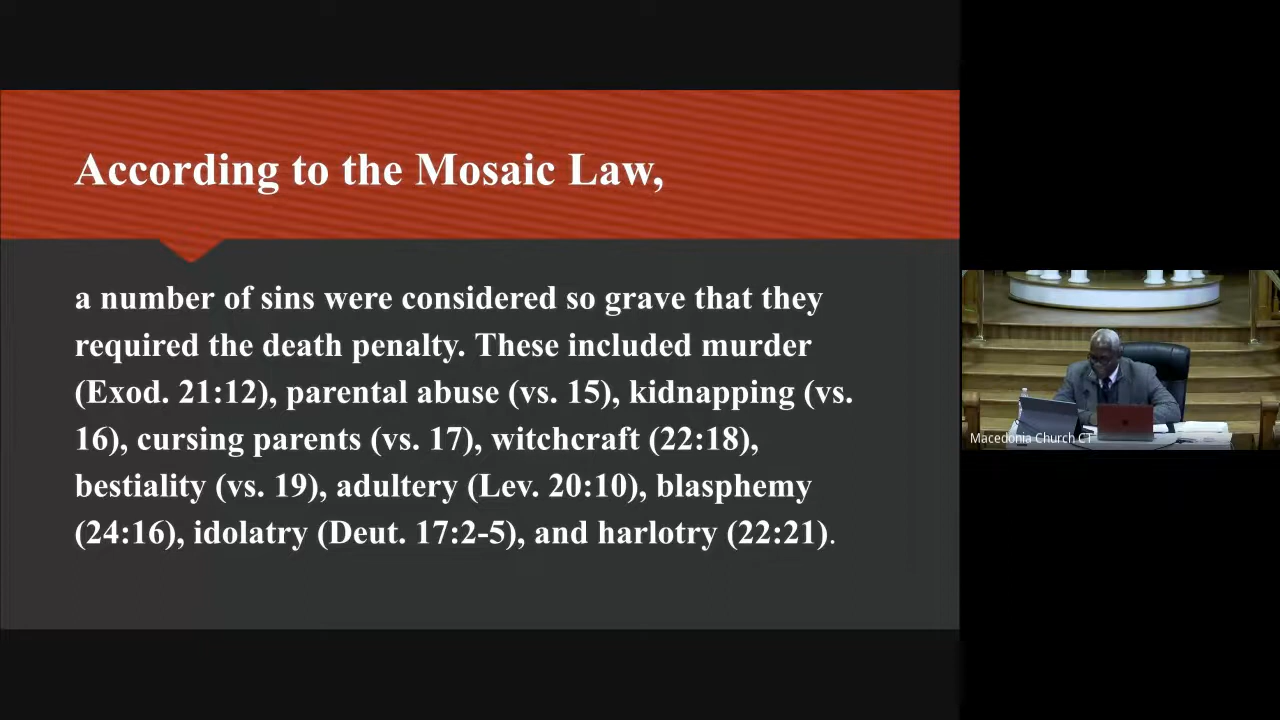 According to the Mosaic Law,
a number of sins were considered so grave that they
required the death penalty. These included murder
(Exod. 21:12), parental abuse (vs. 15), kidnapping (vs.
16), cursing parents (vs. 17), witchcraft (22:18),
bestiality (vs. 19), adultery (Lev. 20:10), blasphemy
(24:16), idolatry (Deut. 17:2-5), and harlotry (22:21).
Macedonia Church CT